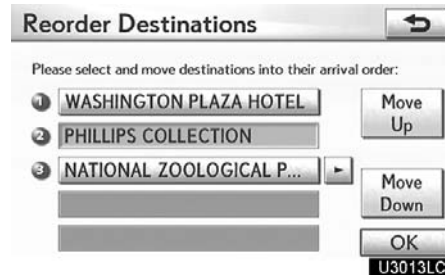 Reorder Destinations
Please select and move destinations into their arrival order:
1 WASHINGTON PLAZA HOTEL
2 PHILLIPS COLLECTION
3 NATIONAL ZOOLOGICAL P...
Move
Up
Move
Down
OK
U3013LC